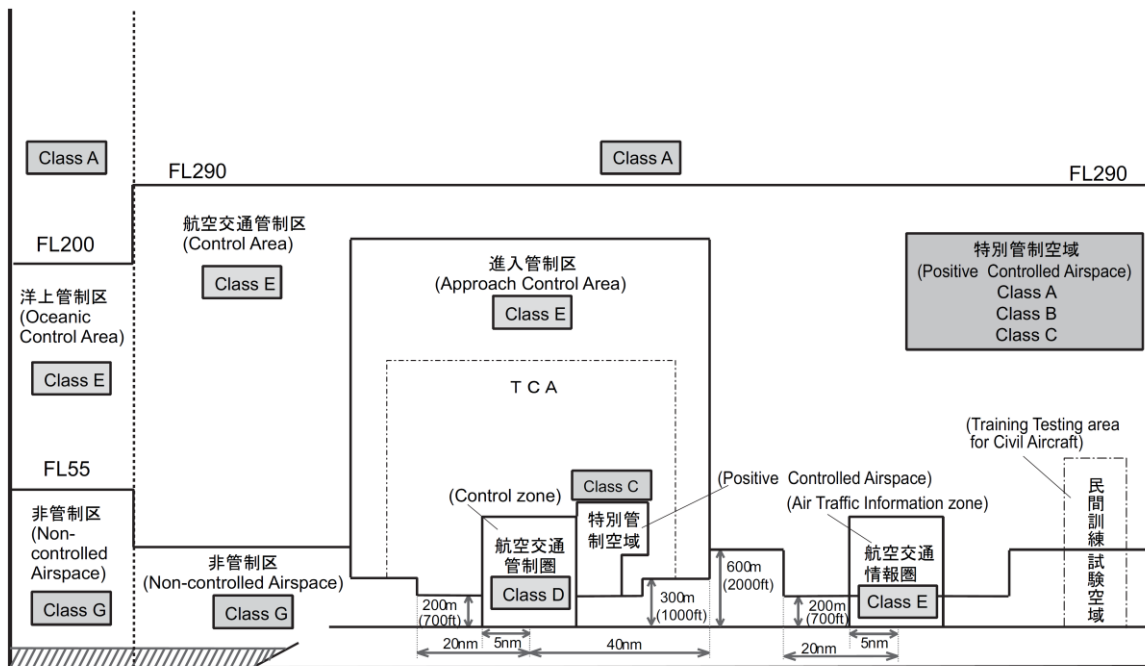 Class A
Class A
FL290
FL290
FL200
航空交通管制区
(Control Area)
Class E
進入管制区
(Approach Control Area)
Class E
特別管制空域
(Positive Controlled Airspace)
Class A
Class B
Class C
洋上管制区
(Oceanic
Control Area)
Class E
TCA
(Training Testing area
for Civil Aircraft)
FL55
(Control zone)
Class C
(Positive Controlled Airspace)
(Air Traffic Information zone)
非管制区
(Non-
controlled
Airspace)
Class G
非管制区
(Non-controlled Airspace)
Class G
航空交通
管制圏
Class D
特別管
制空域
航空交通
情報圏
Class E
民間訓練試験空域
200m
(700ft)
300m
(1000ft)
600m
(2000ft)
200m
(700ft)
20nm
5nm
40nm
20nm
5nm